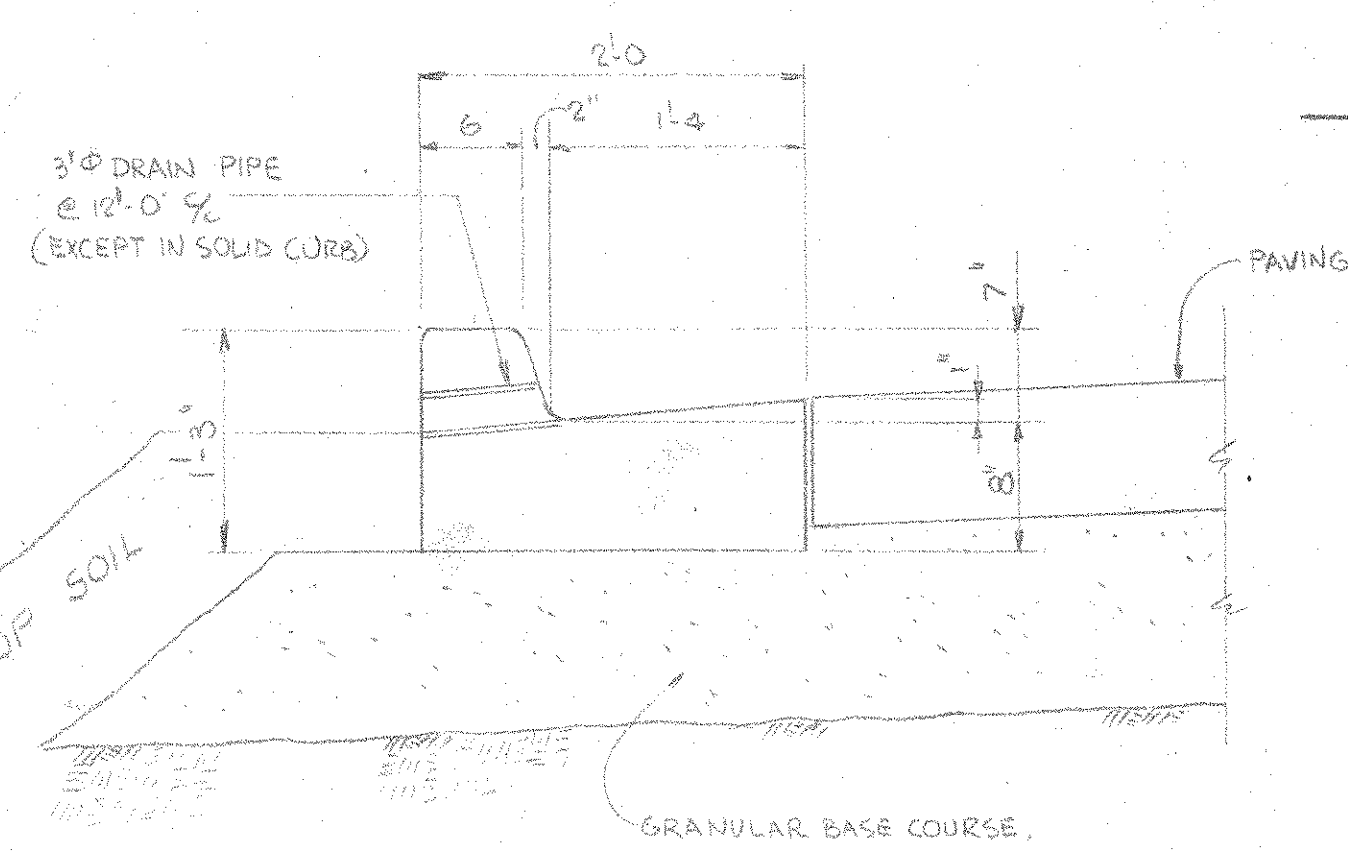 2'-0
6
2"
1'-4
3"Φ DRAIN PIPE
@ 12'-0" C/C
(EXCEPT IN SOLID CURB)
7"
PAVING
1"
1'-3"
8"
SOIL
GRANULAR BASE COURSE.